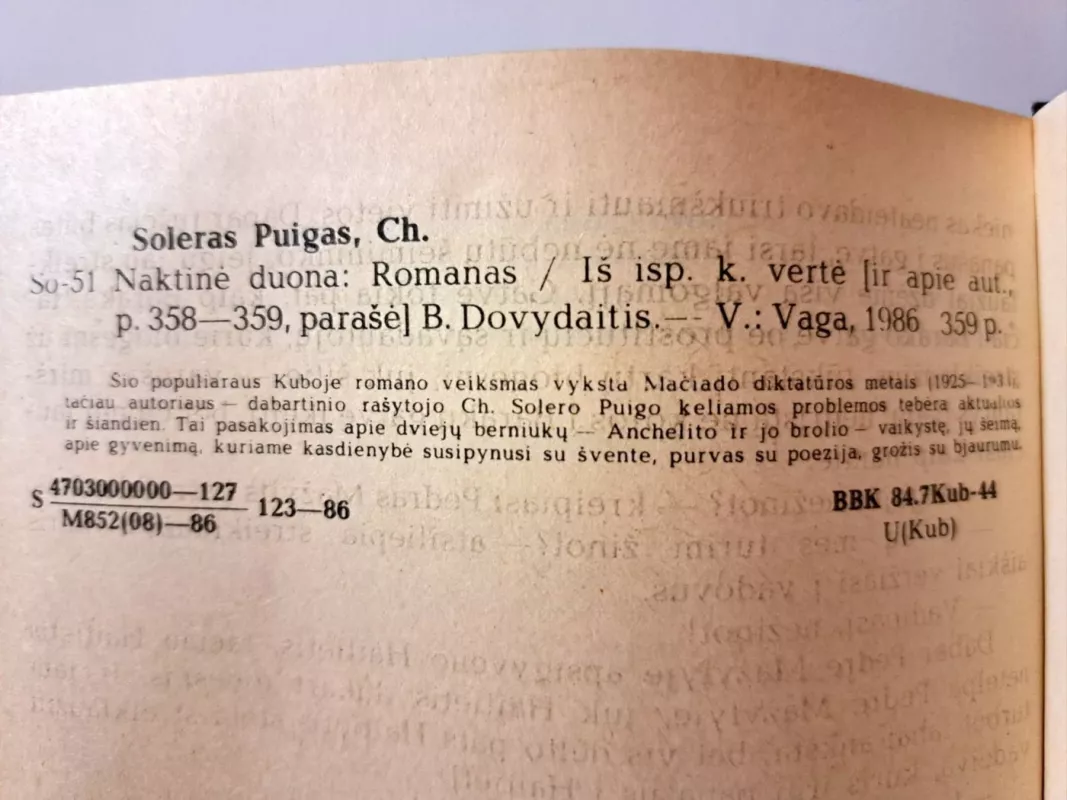 Soleras Puigas, Ch.
So-51 Naktinė duona: Romanas / Iš isp. k. vertė [ir apie aut.,
p. 358—359, parašė] B. Dovydaitis.— V.: Vaga, 1986 359 p.
Šio populiaraus Kuboje romano veiksmas vyksta Mačiado diktatūros metais (1925—
tačiau autoriaus — dabartinio rašytojo Ch. Solero Puigo keliamos problemos tebėra aktualios
ir šiandien. Tai pasakojimas apie dviejų berniukų — Anchelito ir jo brolio — vaikystę, jų šeimą,
apie gyvenimą, kuriame kasdienybė susipynusi su švente, purvas su poezija, grožis su bjaurumu.
S 4703000000—127 123—86
M852(08)—86
BBK 84.7Kub-44
U(Kub)